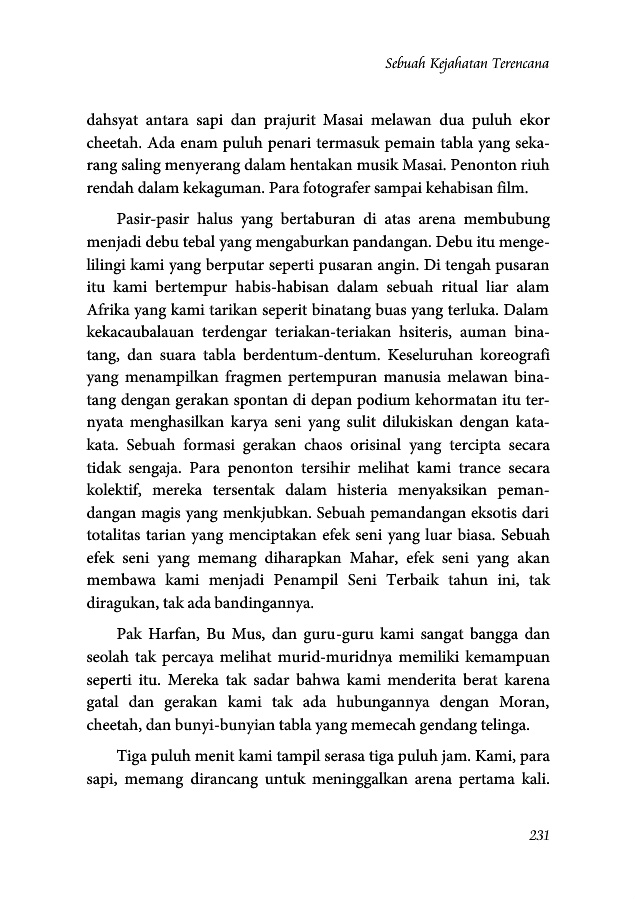 Sebuah Kejahatan Terencana
dahsyat antara sapi dan prajurit Masai melawan dua puluh ekor
cheetah. Ada enam puluh penari termasuk pemain tabla yang seka-
rang saling menyerang dalam hentakan musik Masai. Penonton riuh
rendah dalam kekaguman. Para fotografer sampai kehabisan film.
Pasir-pasir halus yang bertaburan di atas arena membubung
menjadi debu tebal yang mengaburkan pandangan. Debu itu menge-
lilingi kami yang berputar seperti pusaran angin. Di tengah pusaran
itu kami bertempur habis-habisan dalam sebuah ritual liar alam
Afrika yang kami tarikan seperit binatang buas yang terluka. Dalam
kekacaubalauan terdengar teriakan-teriakan hsiteris, auman bina-
tang, dan suara tabla berdentum-dentum. Keseluruhan koreografi
yang menampilkan fragmen pertempuran manusia melawan bina-
tang dengan gerakan spontan di depan podium kehormatan itu ter-
nyata menghasilkan karya seni yang sulit dilukiskan dengan kata-
kata. Sebuah formasi gerakan chaos orisinal yang tercipta secara
tidak sengaja. Para penonton tersihir melihat kami trance secara
kolektif, mereka tersentak dalam histeria menyaksikan peman-
dangan magis yang menkjubkan. Sebuah pemandangan eksotis dari
totalitas tarian yang menciptakan efek seni yang luar biasa. Sebuah
efek seni yang memang diharapkan Mahar, efek seni yang akan
membawa kami menjadi Penampil Seni Terbaik tahun ini, tak
diragukan, tak ada bandingannya.
Pak Harfan, Bu Mus, dan guru-guru kami sangat bangga dan
seolah tak percaya melihat murid-muridnya memiliki kemampuan
seperti itu. Mereka tak sadar bahwa kami menderita berat karena
gatal dan gerakan kami tak ada hubungannya dengan Moran,
cheetah, dan bunyi-bunyian tabla yang memecah gendang telinga.
Tiga puluh menit kami tampil serasa tiga puluh jam. Kami, para
sapi, memang dirancang untuk meninggalkan arena pertama kali.
231